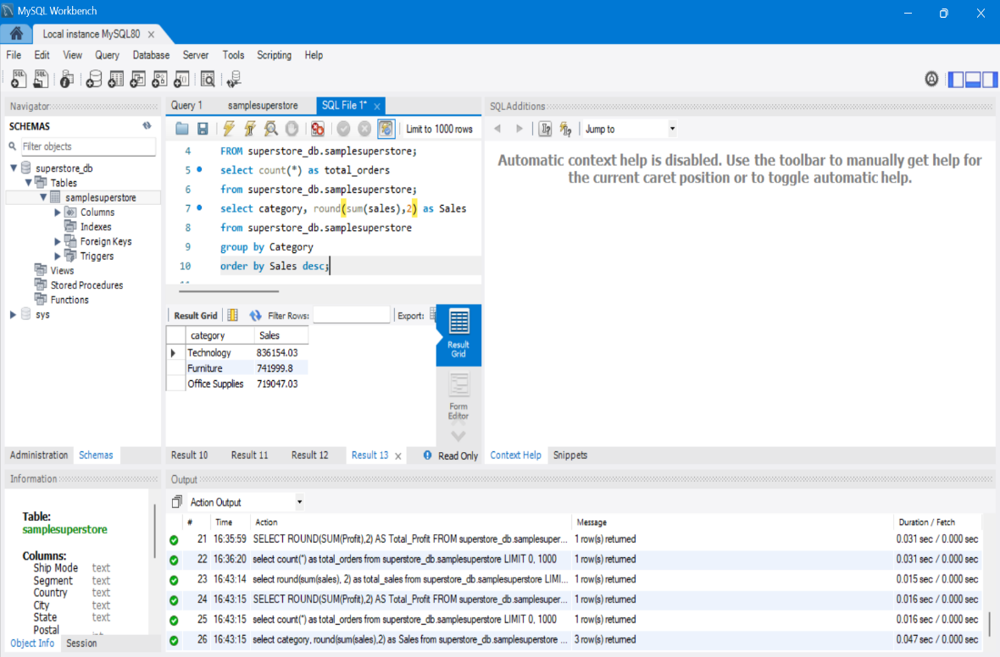 MySQL Workbench
Local instance MySQL80
File Edit View Query Database Server Tools Scripting Help
Navigator
SCHEMAS
Filter objects
superstore_db
Tables
samplesuperstore
Columns
Indexes
Foreign Keys
Triggers
Views
Stored Procedures
Functions
sys
Administration Schemas
Query 1 samplesuperstore SQL File 1*
Limit to 1000 rows
4 FROM superstore_db.samplesuperstore;
5 select count(*) as total_orders
6 from superstore_db.samplesuperstore;
7 select category, round(sum(sales),2) as Sales
8 from superstore_db.samplesuperstore
9 group by Category
10 order by Sales desc;
Result Grid Filter Rows: Export:
category Sales
Technology 836154.03
Furniture 741999.8
Office Supplies 719047.03
Result Grid
Form Editor
Result 10 Result 11 Result 12 Result 13 Read Only
SQLAdditions
Jump to
Automatic context help is disabled. Use the toolbar to manually get help for
the current caret position or to toggle automatic help.
Context Help Snippets
Information
Table:
samplesuperstore
Columns:
Ship Mode text
Segment text
Country text
City text
State text
Postal
Object Info Session
Output
Action Output
# Time Action Message Duration / Fetch
21 16:35:59 SELECT ROUND(SUM(Profit),2) AS Total_Profit FROM superstore_db.samplesuper... 1 row(s) returned 0.031 sec / 0.000 sec
22 16:36:20 select count(*) as total_orders from superstore_db.samplesuperstore LIMIT 0, 1000 1 row(s) returned 0.031 sec / 0.000 sec
23 16:43:14 select round(sum(sales), 2) as total_sales from superstore_db.samplesuperstore LIMI... 1 row(s) returned 0.015 sec / 0.000 sec
24 16:43:15 SELECT ROUND(SUM(Profit),2) AS Total_Profit FROM superstore_db.samplesuper... 1 row(s) returned 0.016 sec / 0.000 sec
25 16:43:15 select count(*) as total_orders from superstore_db.samplesuperstore LIMIT 0, 1000 1 row(s) returned 0.016 sec / 0.000 sec
26 16:43:15 select category, round(sum(sales),2) as Sales from superstore_db.samplesuperstore ... 3 row(s) returned 0.047 sec / 0.000 sec